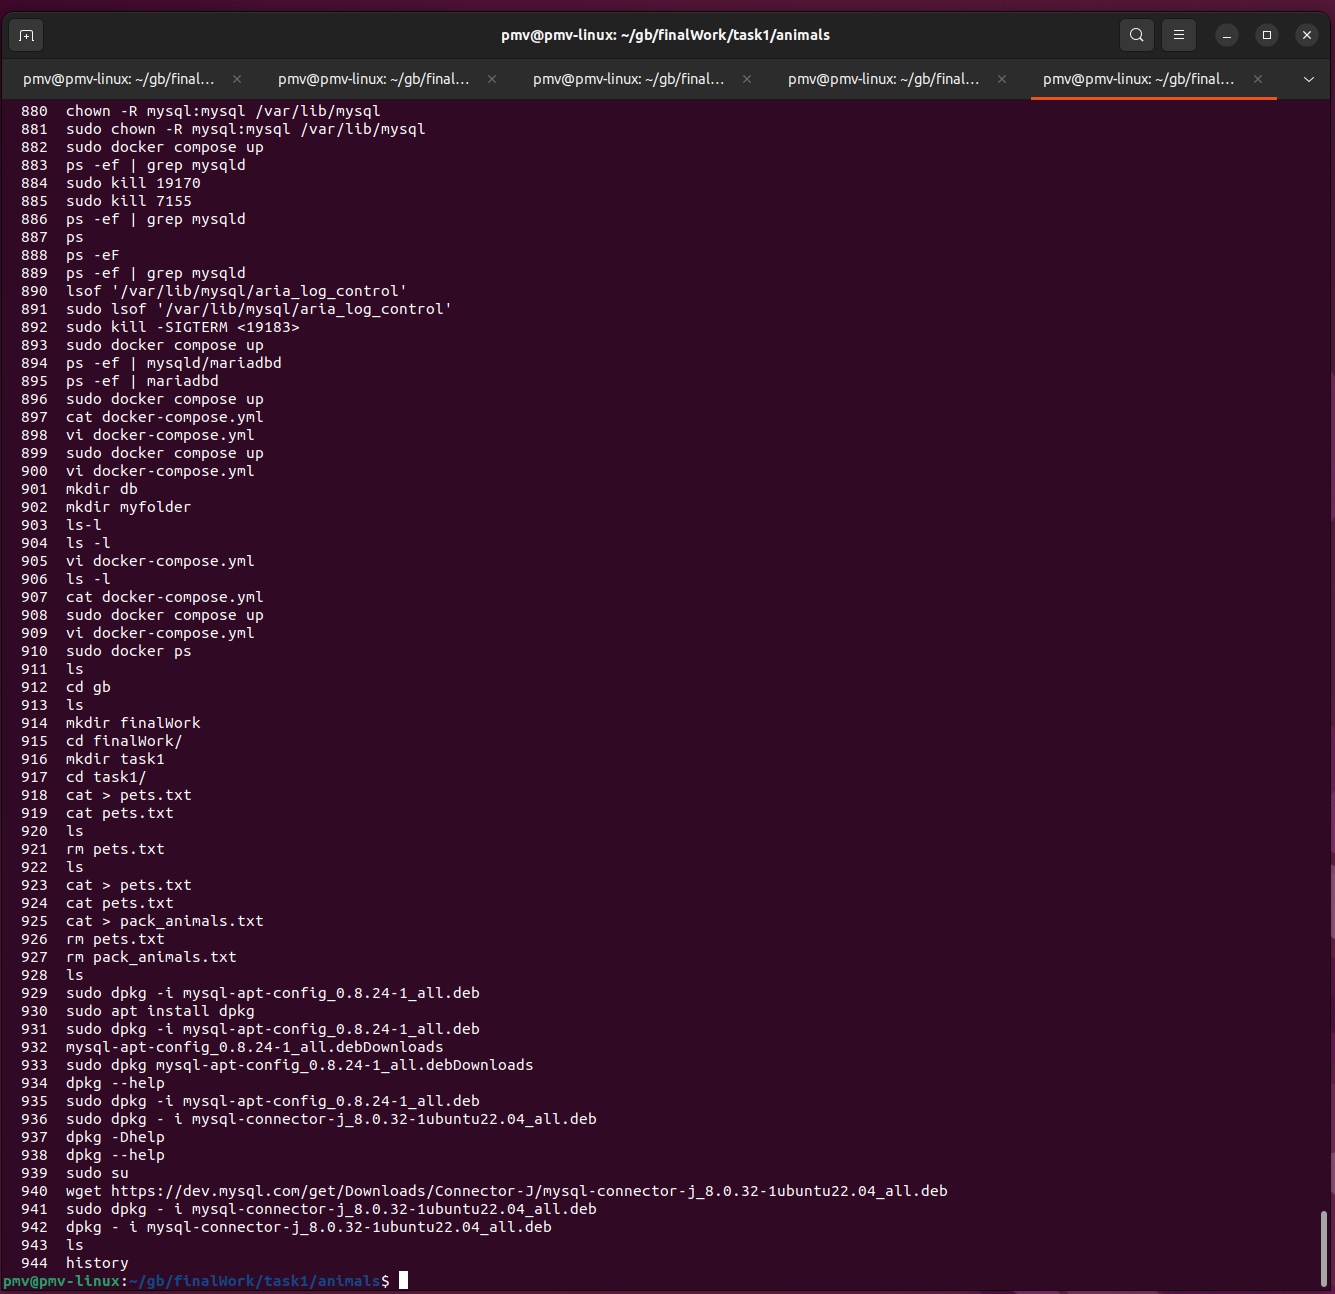 pmv@pmv-linux: ~/gb/finalWork/task1/animals
pmv@pmv-linux: ~/gb/final... × pmv@pmv-linux: ~/gb/final... × pmv@pmv-linux: ~/gb/final... × pmv@pmv-linux: ~/gb/final... × pmv@pmv-linux: ~/gb/final... ×
880 chown -R mysql:mysql /var/lib/mysql
881 sudo chown -R mysql:mysql /var/lib/mysql
882 sudo docker compose up
883 ps -ef | grep mysqld
884 sudo kill 19170
885 sudo kill 7155
886 ps -ef | grep mysqld
887 ps
888 ps -eF
889 ps -ef | grep mysqld
890 lsof '/var/lib/mysql/aria_log_control'
891 sudo lsof '/var/lib/mysql/aria_log_control'
892 sudo kill -SIGTERM <19183>
893 sudo docker compose up
894 ps -ef | mysqld/mariadbd
895 ps -ef | mariadbd
896 sudo docker compose up
897 cat docker-compose.yml
898 vi docker-compose.yml
899 sudo docker compose up
900 vi docker-compose.yml
901 mkdir db
902 mkdir myfolder
903 ls-l
904 ls -l
905 vi docker-compose.yml
906 ls -l
907 cat docker-compose.yml
908 sudo docker compose up
909 vi docker-compose.yml
910 sudo docker ps
911 ls
912 cd gb
913 ls
914 mkdir finalWork
915 cd finalWork/
916 mkdir task1
917 cd task1/
918 cat > pets.txt
919 cat pets.txt
920 ls
921 rm pets.txt
922 ls
923 cat > pets.txt
924 cat pets.txt
925 cat > pack_animals.txt
926 rm pets.txt
927 rm pack_animals.txt
928 ls
929 sudo dpkg -i mysql-apt-config_0.8.24-1_all.deb
930 sudo apt install dpkg
931 sudo dpkg -i mysql-apt-config_0.8.24-1_all.deb
932 mysql-apt-config_0.8.24-1_all.debDownloads
933 sudo dpkg mysql-apt-config_0.8.24-1_all.debDownloads
934 dpkg --help
935 sudo dpkg -i mysql-apt-config_0.8.24-1_all.deb
936 sudo dpkg - i mysql-connector-j_8.0.32-1ubuntu22.04_all.deb
937 dpkg -Dhelp
938 dpkg --help
939 sudo su
940 wget https://dev.mysql.com/get/Downloads/Connector-J/mysql-connector-j_8.0.32-1ubuntu22.04_all.deb
941 sudo dpkg - i mysql-connector-j_8.0.32-1ubuntu22.04_all.deb
942 dpkg - i mysql-connector-j_8.0.32-1ubuntu22.04_all.deb
943 ls
944 history
pmv@pmv-linux:~/gb/finalWork/task1/animals$